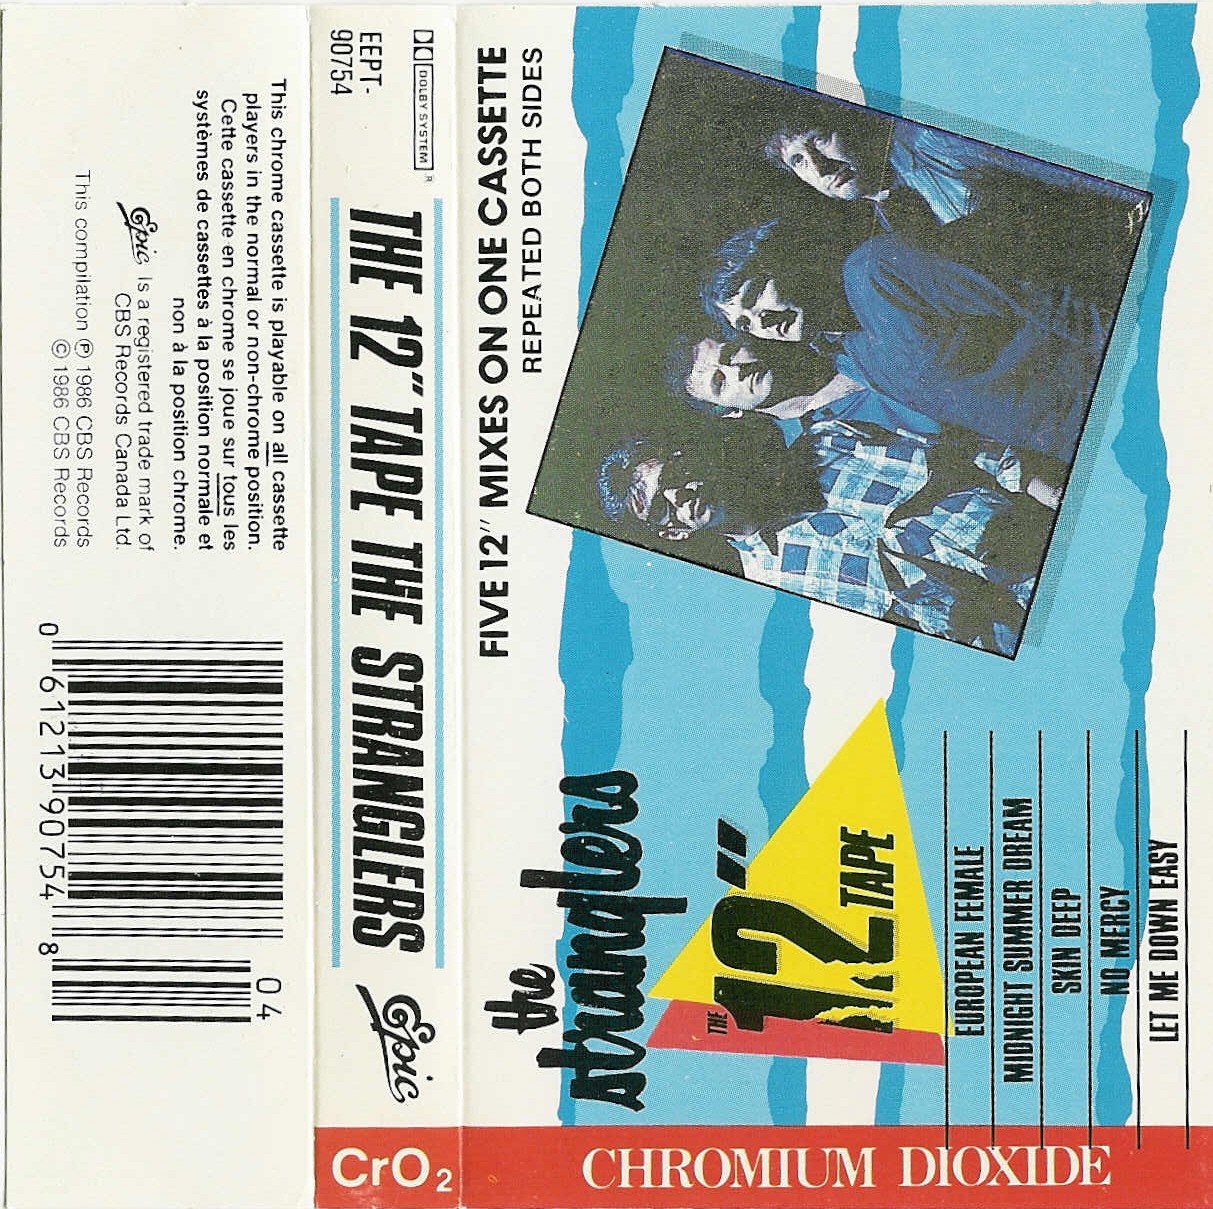 This chrome cassette is playable on all cassette
players in the normal or non-chrome position.
Cette cassette en chrome se joue sur tous les
systèmes de cassettes à la position normale et
non à la position chrome.
Epic is a registered trade mark of
CBS Records Canada Ltd.
This compilation ℗ 1986 CBS Records
© 1986 CBS Records
0 61213 90754 8
04
DOLBY SYSTEM R
EEPT-
90754
THE 12" TAPE THE STRANGLERS
Epic
CrO2
FIVE 12" MIXES ON ONE CASSETTE
REPEATED BOTH SIDES
the
stranglers
THE 12" TAPE
EUROPEAN FEMALE
MIDNIGHT SUMMER DREAM
SKIN DEEP
NO MERCY
LET ME DOWN EASY
CHROMIUM DIOXIDE